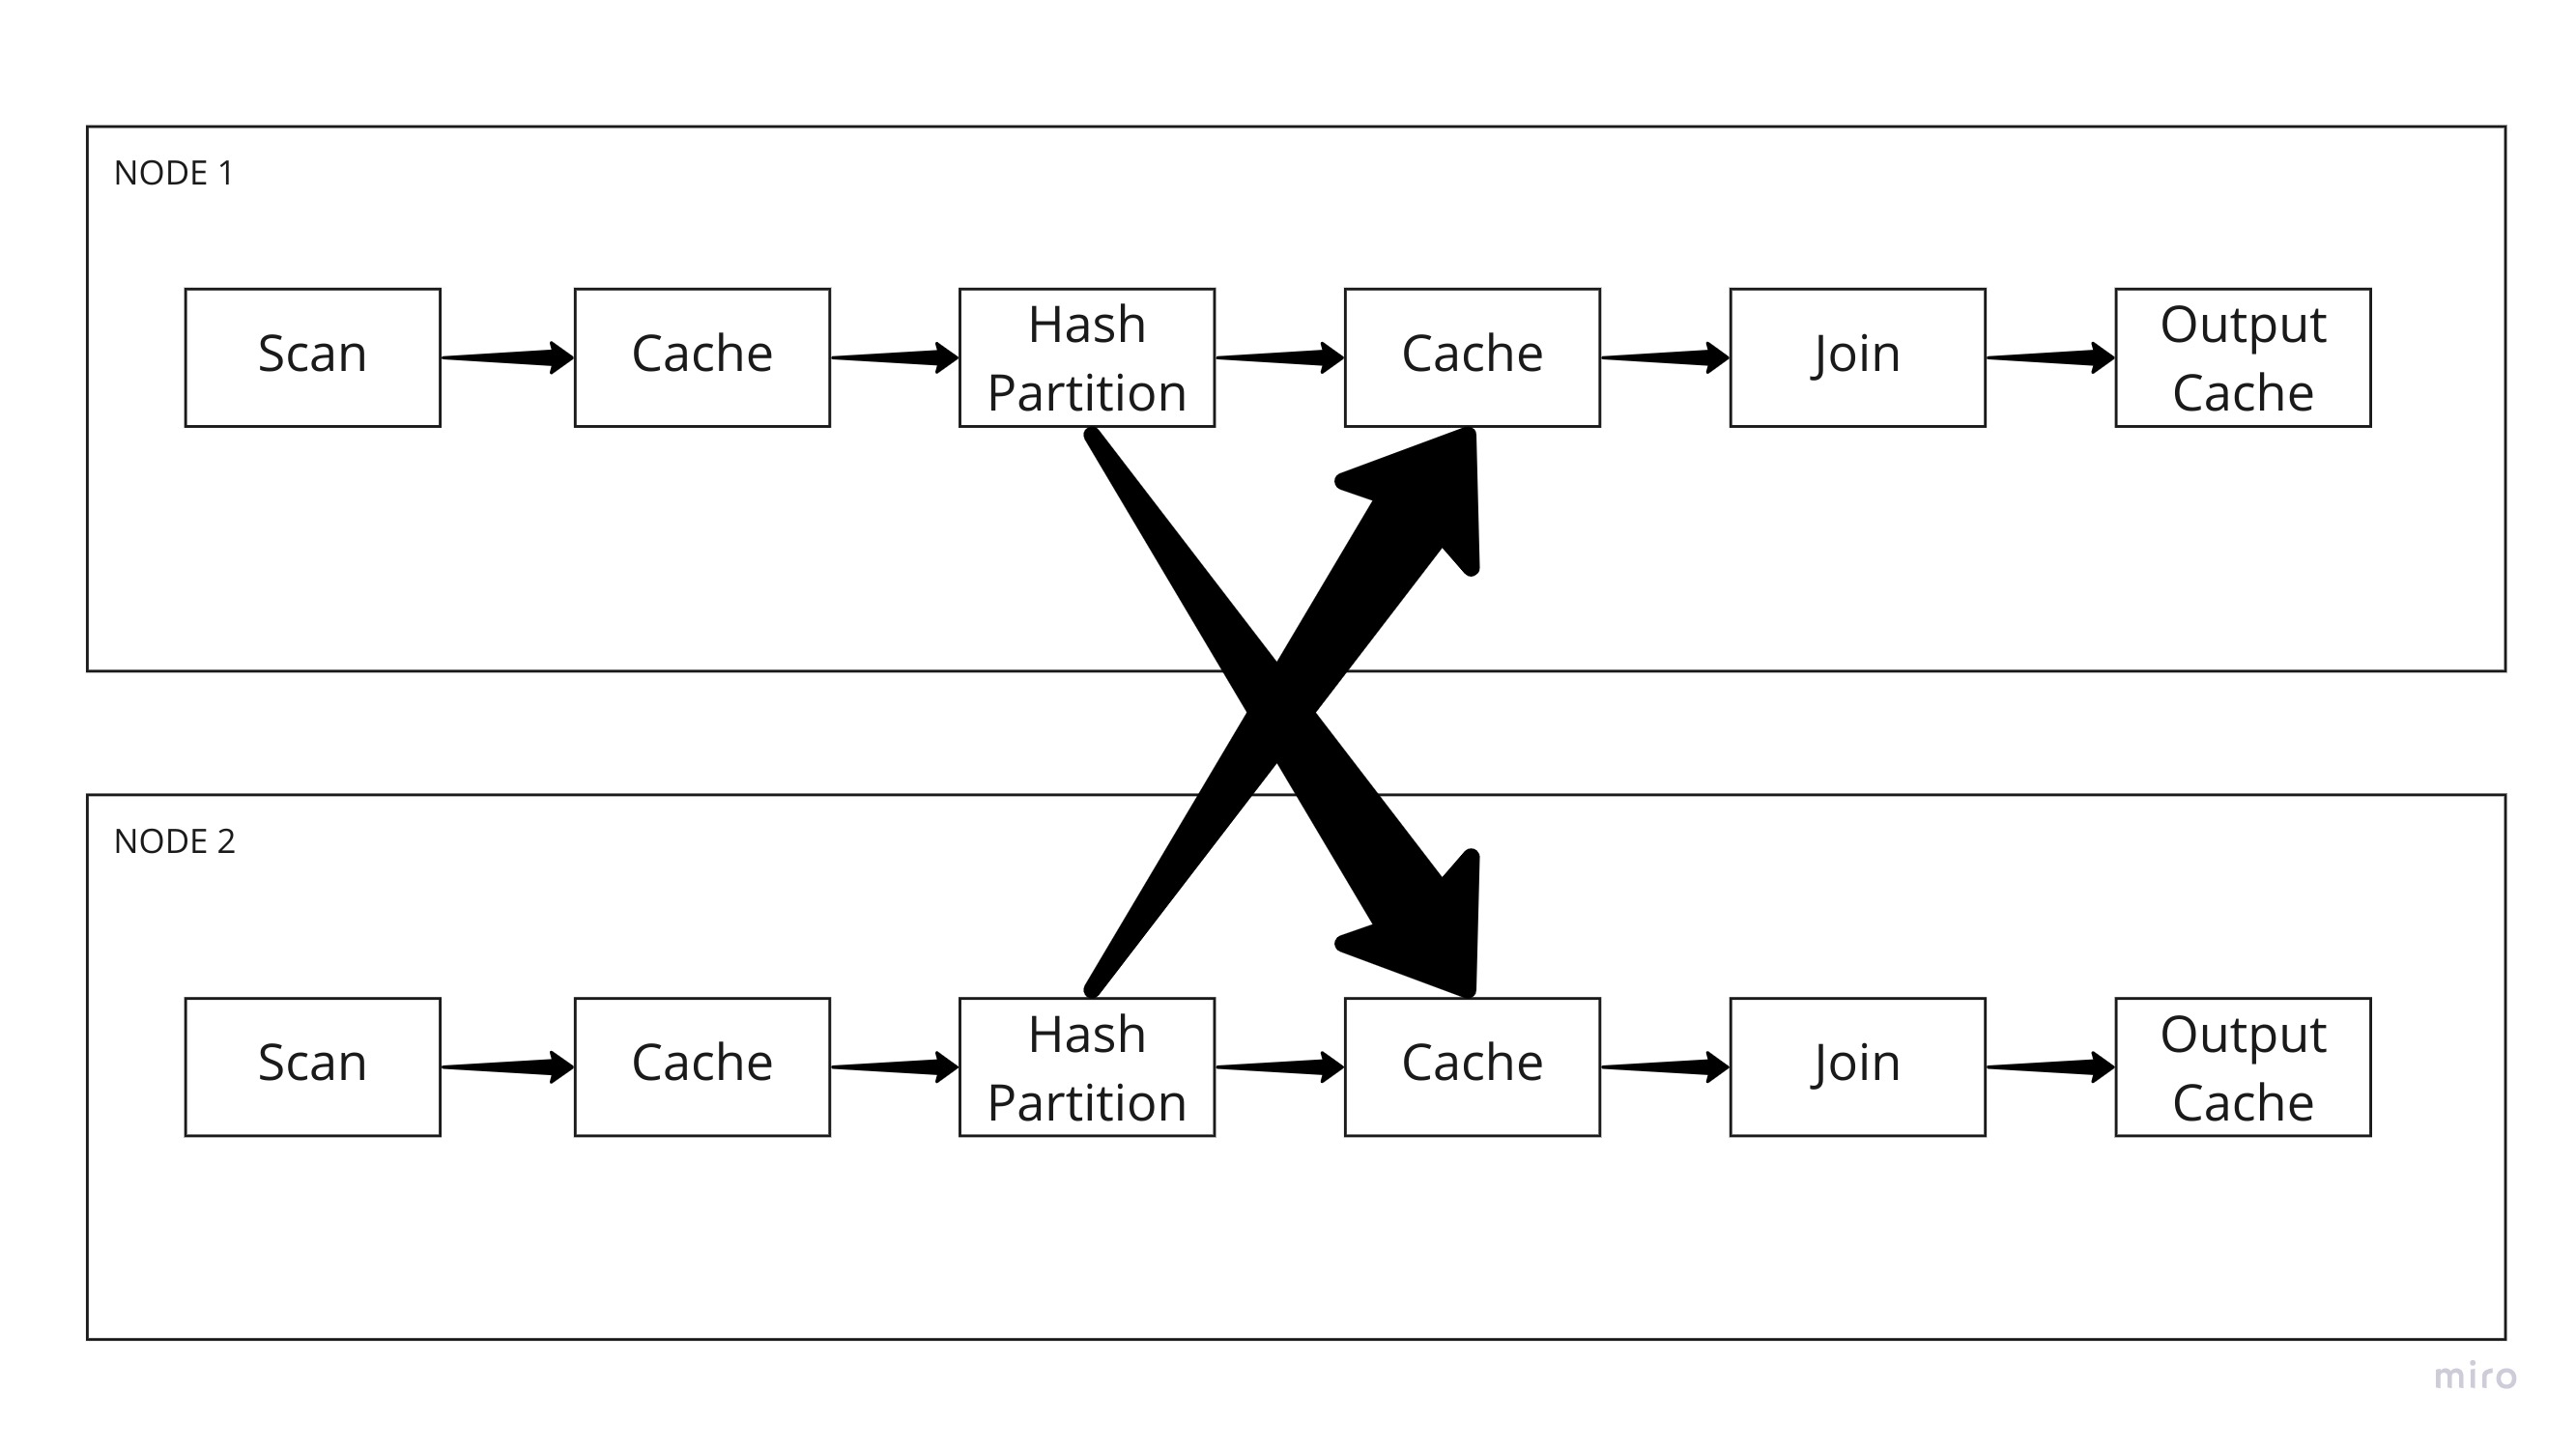 NODE 1
Scan
Cache
Hash
Partition
Cache
Join
Output
Cache
NODE 2
Scan
Cache
Hash
Partition
Cache
Join
Output
Cache
miro